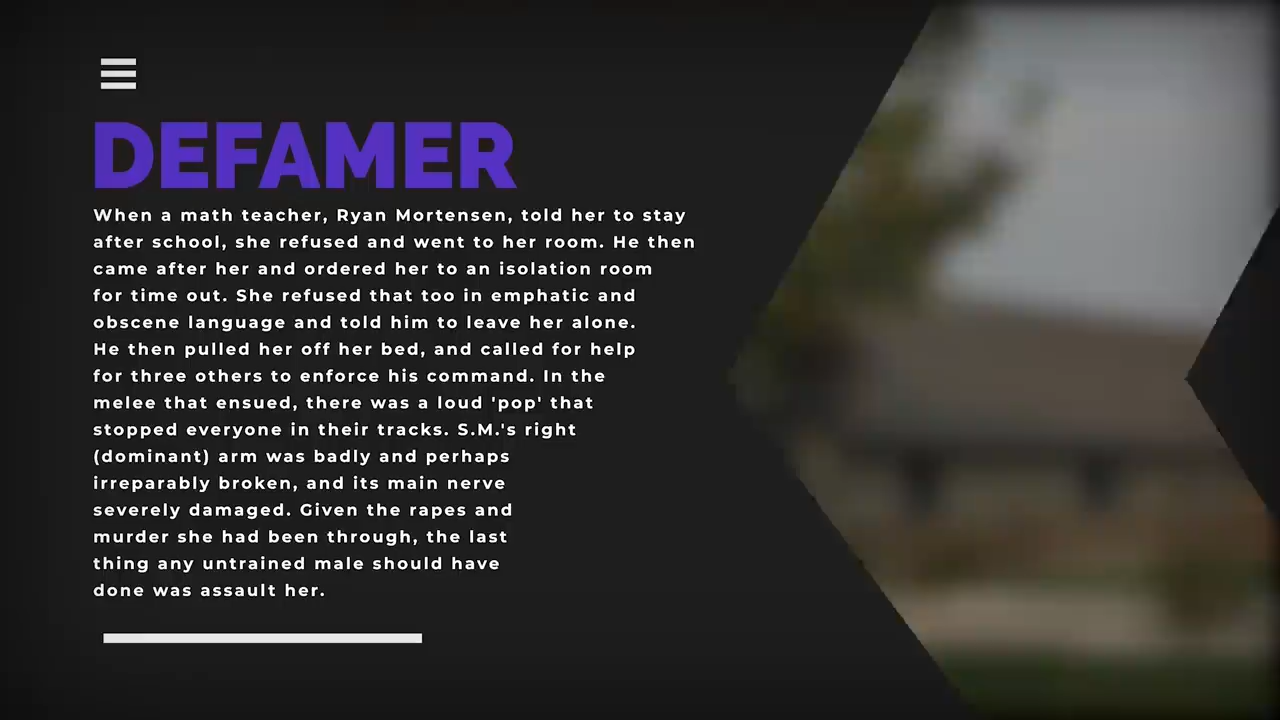 DEFAMER
When a math teacher, Ryan Mortensen, told her to stay
after school, she refused and went to her room. He then
came after her and ordered her to an isolation room
for time out. She refused that too in emphatic and
obscene language and told him to leave her alone.
He then pulled her off her bed, and called for help
for three others to enforce his command. In the
melee that ensued, there was a loud 'pop' that
stopped everyone in their tracks. S.M.'s right
(dominant) arm was badly and perhaps
irreparably broken, and its main nerve
severely damaged. Given the rapes and
murder she had been through, the last
thing any untrained male should have
done was assault her.